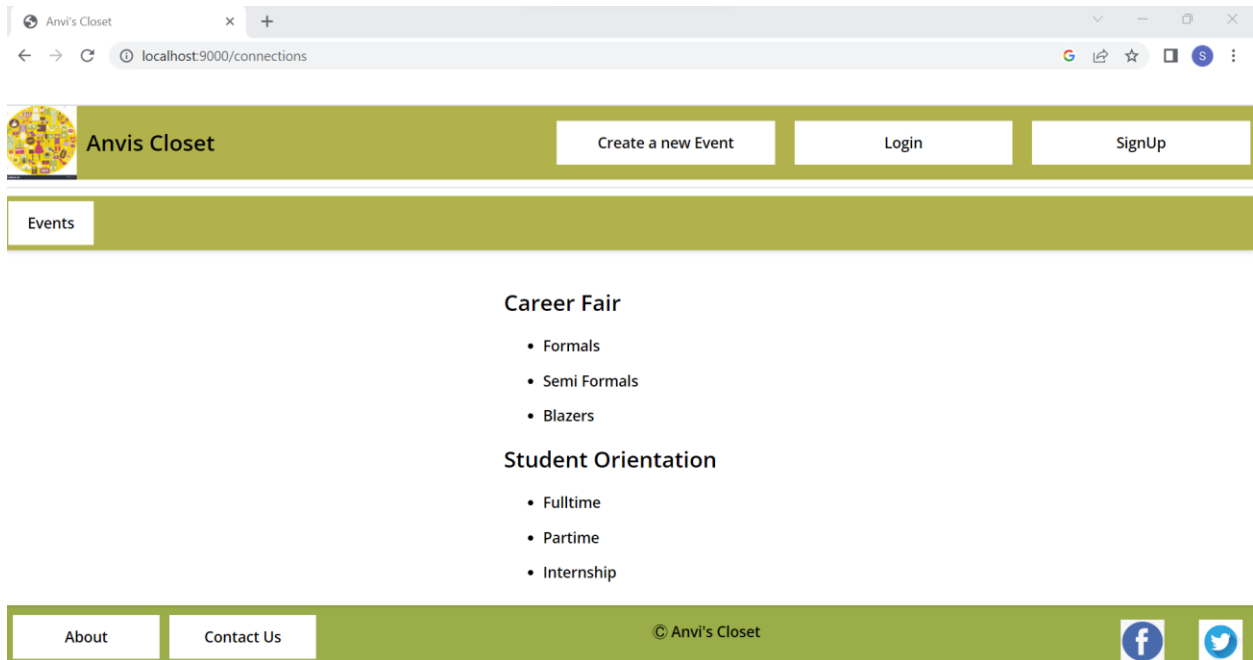 Anvi's Closet
localhost:9000/connections
G
S
Anvis Closet
Create a new Event
Login
SignUp
Events
Career Fair
• Formals
• Semi Formals
• Blazers
Student Orientation
• Fulltime
• Partime
• Internship
About
Contact Us
© Anvi's Closet
f